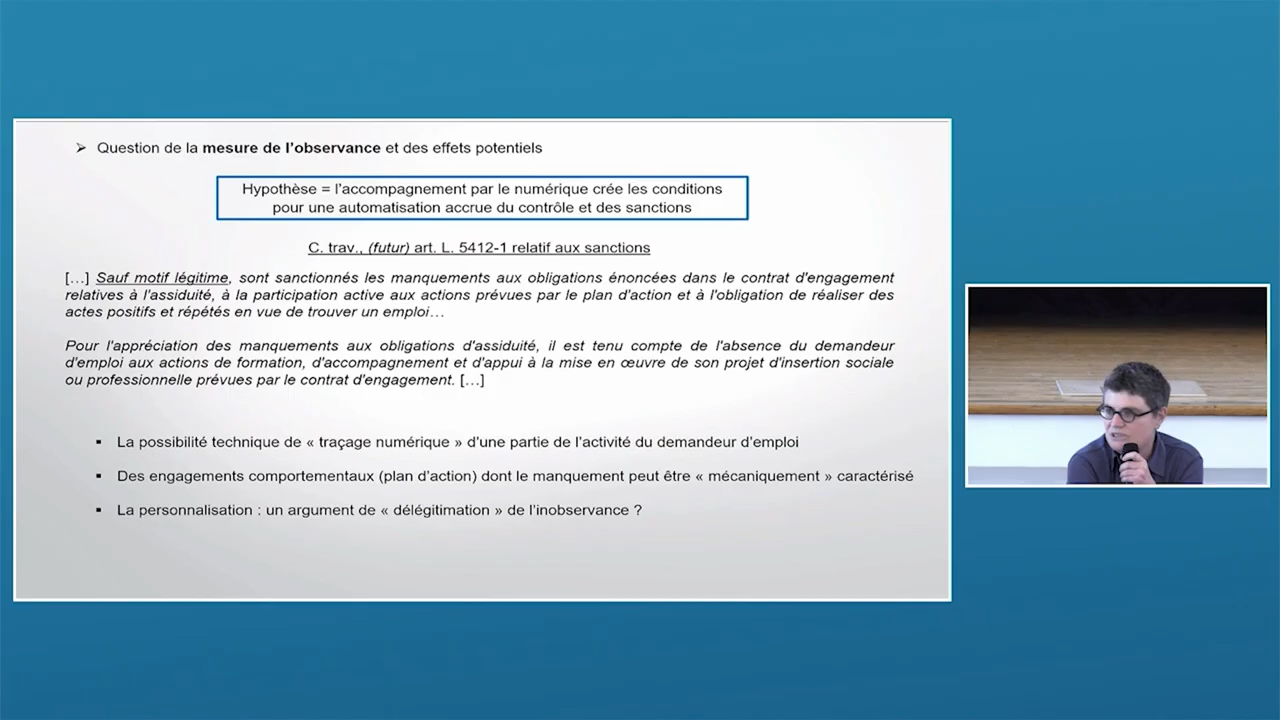 ➢ Question de la mesure de l'observance et des effets potentiels
Hypothèse = l'accompagnement par le numérique crée les conditions
pour une automatisation accrue du contrôle et des sanctions
C. trav., (futur) art. L. 5412-1 relatif aux sanctions
[…] Sauf motif légitime, sont sanctionnés les manquements aux obligations énoncées dans le contrat d'engagement
relatives à l'assiduité, à la participation active aux actions prévues par le plan d'action et à l'obligation de réaliser des
actes positifs et répétés en vue de trouver un emploi…
Pour l'appréciation des manquements aux obligations d'assiduité, il est tenu compte de l'absence du demandeur
d'emploi aux actions de formation, d'accompagnement et d'appui à la mise en œuvre de son projet d'insertion sociale
ou professionnelle prévues par le contrat d'engagement. […]
▪ La possibilité technique de « traçage numérique » d'une partie de l'activité du demandeur d'emploi
▪ Des engagements comportementaux (plan d'action) dont le manquement peut être « mécaniquement » caractérisé
▪ La personnalisation : un argument de « délégitimation » de l'inobservance ?